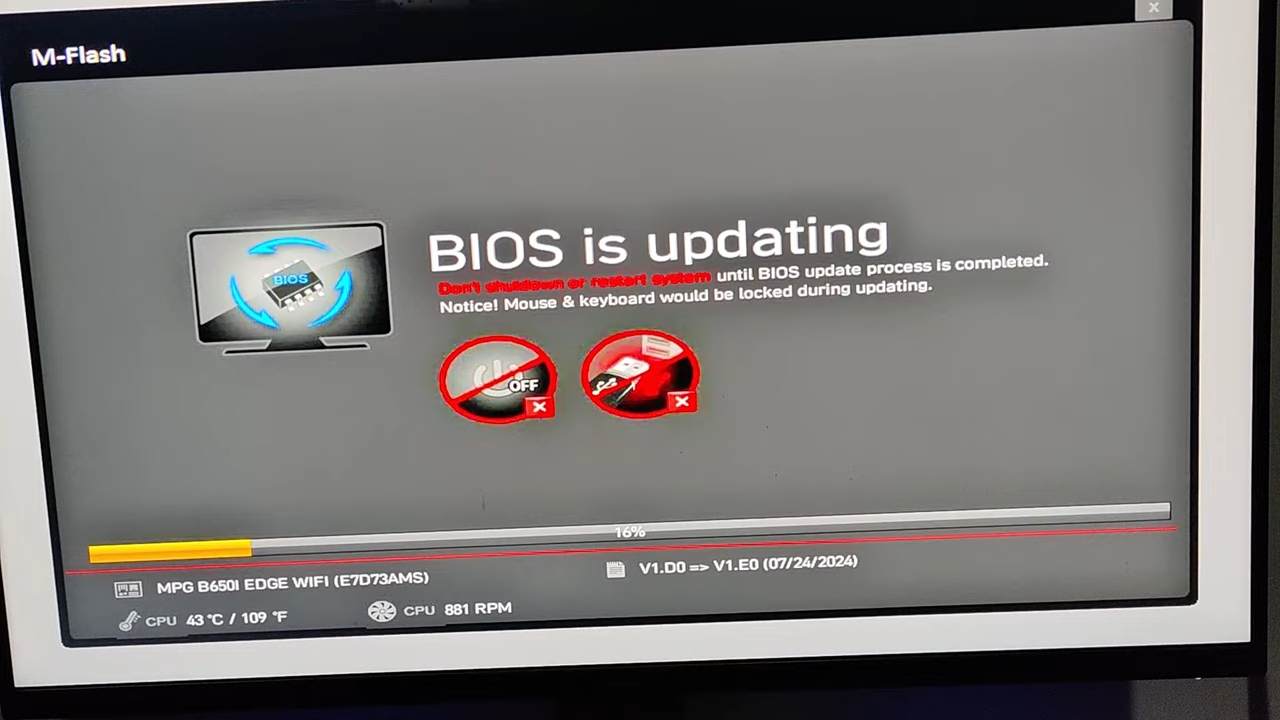 x
M-Flash
BIOS is updating
BIOS
Don't shutdown or restart system until BIOS update process is completed.
Notice! Mouse & keyboard would be locked during updating.
OFF
x
x
16%
MPG B650I EDGE WIFI (E7D73AMS)
V1.D0 => V1.E0 (07/24/2024)
CPU 43 °C / 109 °F
CPU 881 RPM